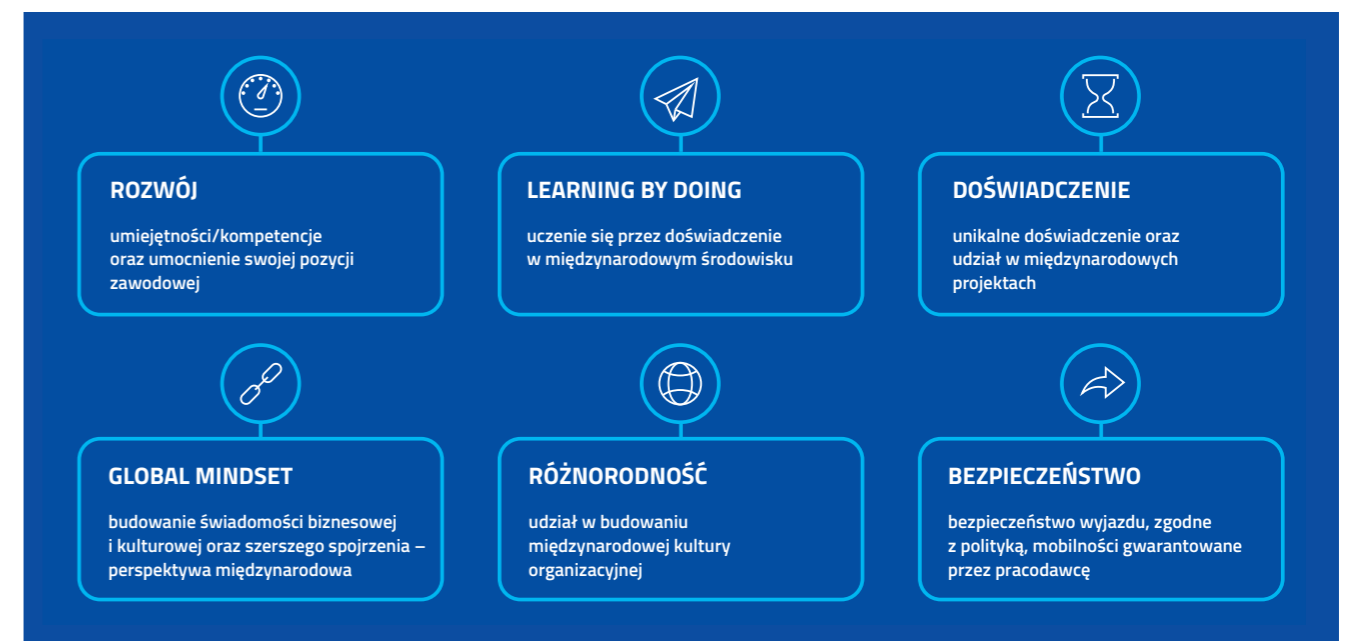 ROZWÓJ
umiejętności/kompetencje
oraz umocnienie swojej pozycji
zawodowej
LEARNING BY DOING
uczenie się przez doświadczenie
w międzynarodowym środowisku
DOŚWIADCZENIE
unikalne doświadczenie oraz
udział w międzynarodowych
projektach
GLOBAL MINDSET
budowanie świadomości biznesowej
i kulturowej oraz szerszego spojrzenia –
perspektywa międzynarodowa
RÓŻNORODNOŚĆ
udział w budowaniu
międzynarodowej kultury
organizacyjnej
BEZPIECZEŃSTWO
bezpieczeństwo wyjazdu, zgodne
z polityką, mobilności gwarantowane
przez pracodawcę